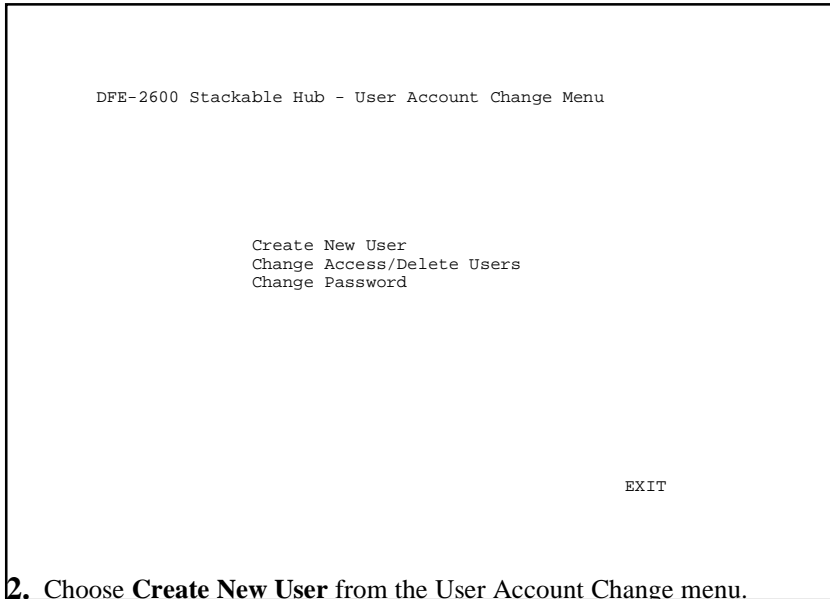 DFE-2600 Stackable Hub - User Account Change Menu
Create New User
Change Access/Delete Users
Change Password
EXIT
2. Choose Create New User from the User Account Change menu.